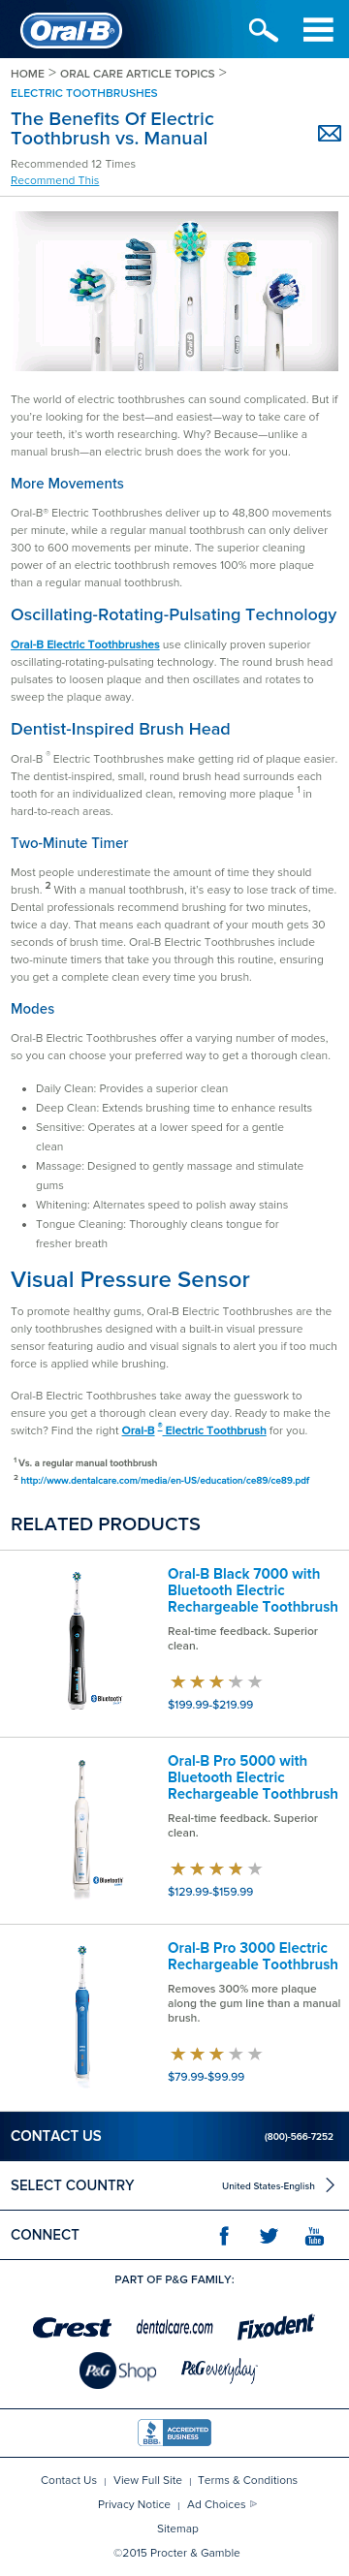 Oral-B
HOME > ORAL CARE ARTICLE TOPICS >
ELECTRIC TOOTHBRUSHES
The Benefits Of Electric
Toothbrush vs. Manual
Recommended 12 Times
Recommend This
The world of electric toothbrushes can sound complicated. But if
you're looking for the best—and easiest—way to take care of
your teeth, it's worth researching. Why? Because—unlike a
manual brush—an electric brush does the work for you.
More Movements
Oral-B® Electric Toothbrushes deliver up to 48,800 movements
per minute, while a regular manual toothbrush can only deliver
300 to 600 movements per minute. The superior cleaning
power of an electric toothbrush removes 100% more plaque
than a regular manual toothbrush.
Oscillating-Rotating-Pulsating Technology
Oral-B Electric Toothbrushes use clinically proven superior
oscillating-rotating-pulsating technology. The round brush head
pulsates to loosen plaque and then oscillates and rotates to
sweep the plaque away.
Dentist-Inspired Brush Head
Oral-B ® Electric Toothbrushes make getting rid of plaque easier.
The dentist-inspired, small, round brush head surrounds each
tooth for an individualized clean, removing more plaque 1 in
hard-to-reach areas.
Two-Minute Timer
Most people underestimate the amount of time they should
brush. 2 With a manual toothbrush, it's easy to lose track of time.
Dental professionals recommend brushing for two minutes,
twice a day. That means each quadrant of your mouth gets 30
seconds of brush time. Oral-B Electric Toothbrushes include
two-minute timers that take you through this routine, ensuring
you get a complete clean every time you brush.
Modes
Oral-B Electric Toothbrushes offer a varying number of modes,
so you can choose your preferred way to get a thorough clean.
• Daily Clean: Provides a superior clean
• Deep Clean: Extends brushing time to enhance results
• Sensitive: Operates at a lower speed for a gentle
clean
• Massage: Designed to gently massage and stimulate
gums
• Whitening: Alternates speed to polish away stains
• Tongue Cleaning: Thoroughly cleans tongue for
fresher breath
Visual Pressure Sensor
To promote healthy gums, Oral-B Electric Toothbrushes are the
only toothbrushes designed with a built-in visual pressure
sensor featuring audio and visual signals to alert you if too much
force is applied while brushing.
Oral-B Electric Toothbrushes take away the guesswork to
ensure you get a thorough clean every day. Ready to make the
switch? Find the right Oral-B ® Electric Toothbrush for you.
1 Vs. a regular manual toothbrush
2 http://www.dentalcare.com/media/en-US/education/ce89/ce89.pdf
RELATED PRODUCTS
Oral-B Black 7000 with
Bluetooth Electric
Rechargeable Toothbrush
Real-time feedback. Superior
clean.
Bluetooth
$199.99-$219.99
Oral-B Pro 5000 with
Bluetooth Electric
Rechargeable Toothbrush
Real-time feedback. Superior
clean.
Bluetooth
$129.99-$159.99
Oral-B Pro 3000 Electric
Rechargeable Toothbrush
Removes 300% more plaque
along the gum line than a manual
brush.
$79.99-$99.99
CONTACT US (800)-566-7252
SELECT COUNTRY United States-English
CONNECT You Tube
PART OF P&G FAMILY:
Crest dentalcare.com Fixodent
P&G Shop P&G everyday
BBB. ACCREDITED BUSINESS
Contact Us | View Full Site | Terms & Conditions
Privacy Notice | Ad Choices
Sitemap
©2015 Procter & Gamble